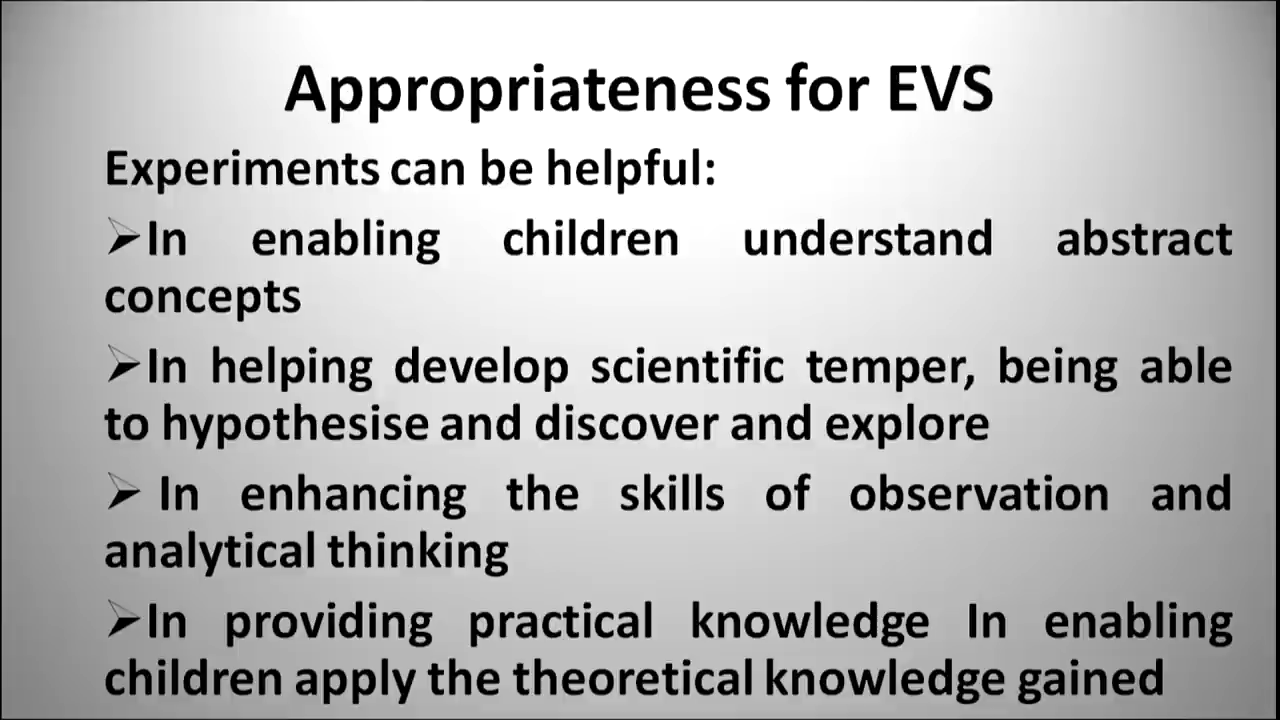 Appropriateness for EVS
Experiments can be helpful:
➢In enabling children understand abstract
concepts
➢In helping develop scientific temper, being able
to hypothesise and discover and explore
➢ In enhancing the skills of observation and
analytical thinking
➢In providing practical knowledge In enabling
children apply the theoretical knowledge gained